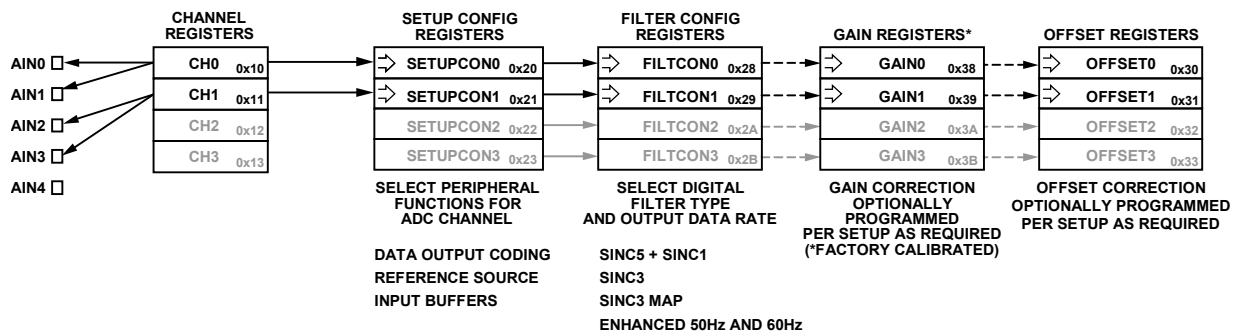 CHANNEL
REGISTERS
SETUP CONFIG
REGISTERS
FILTER CONFIG
REGISTERS
GAIN REGISTERS*
OFFSET REGISTERS
AIN0
AIN1
AIN2
AIN3
AIN4
CH0 0x10
CH1 0x11
CH2 0x12
CH3 0x13
SETUPCON0 0x20
SETUPCON1 0x21
SETUPCON2 0x22
SETUPCON3 0x23
FILTCON0 0x28
FILTCON1 0x29
FILTCON2 0x2A
FILTCON3 0x2B
GAIN0 0x38
GAIN1 0x39
GAIN2 0x3A
GAIN3 0x3B
OFFSET0 0x30
OFFSET1 0x31
OFFSET2 0x32
OFFSET3 0x33
SELECT PERIPHERAL
FUNCTIONS FOR
ADC CHANNEL
DATA OUTPUT CODING
REFERENCE SOURCE
INPUT BUFFERS
SELECT DIGITAL
FILTER TYPE
AND OUTPUT DATA RATE
SINC5 + SINC1
SINC3
SINC3 MAP
ENHANCED 50Hz AND 60Hz
GAIN CORRECTION
OPTIONALLY
PROGRAMMED
PER SETUP AS REQUIRED
(*FACTORY CALIBRATED)
OFFSET CORRECTION
OPTIONALLY PROGRAMMED
PER SETUP AS REQUIRED